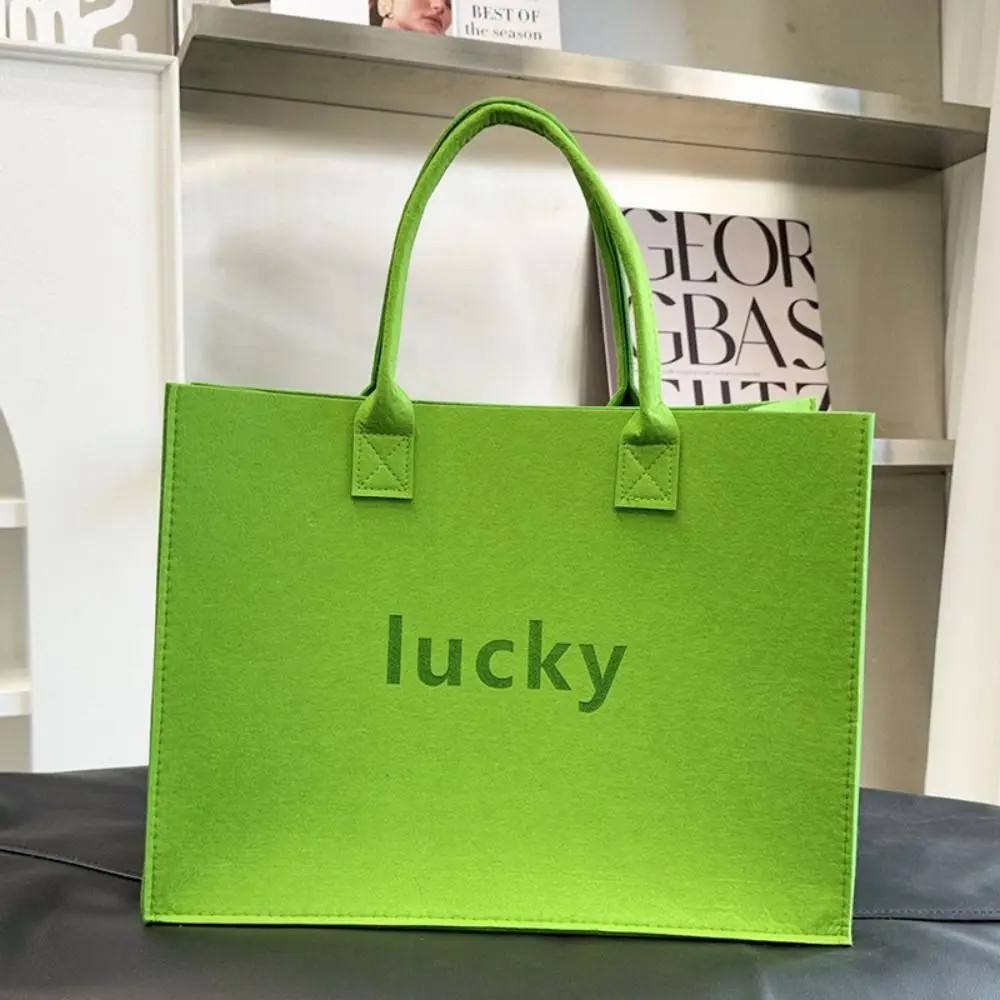 BEST OF
the season
GEOR
GBAS
lucky